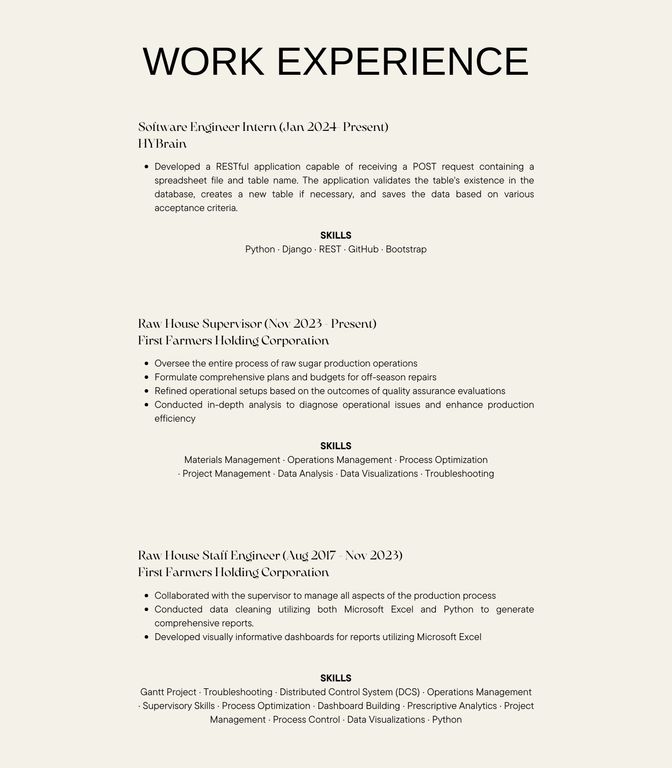 WORK EXPERIENCE
Software Engineer Intern (Jan 2024- Present)
HYBrain
• Developed a RESTful application capable of receiving a POST request containing a
spreadsheet file and table name. The application validates the table's existence in the
database, creates a new table if necessary, and saves the data based on various
acceptance criteria.
SKILLS
Python · Django · REST · GitHub · Bootstrap
Raw House Supervisor (Nov 2023 - Present)
First Farmers Holding Corporation
• Oversee the entire process of raw sugar production operations
• Formulate comprehensive plans and budgets for off-season repairs
• Refined operational setups based on the outcomes of quality assurance evaluations
• Conducted in-depth analysis to diagnose operational issues and enhance production
efficiency
SKILLS
Materials Management · Operations Management · Process Optimization
· Project Management · Data Analysis · Data Visualizations · Troubleshooting
Raw House Staff Engineer (Aug 2017 - Nov 2023)
First Farmers Holding Corporation
• Collaborated with the supervisor to manage all aspects of the production process
• Conducted data cleaning utilizing both Microsoft Excel and Python to generate
comprehensive reports.
• Developed visually informative dashboards for reports utilizing Microsoft Excel
SKILLS
Gantt Project · Troubleshooting · Distributed Control System (DCS) · Operations Management
· Supervisory Skills · Process Optimization · Dashboard Building · Prescriptive Analytics · Project
Management · Process Control · Data Visualizations · Python